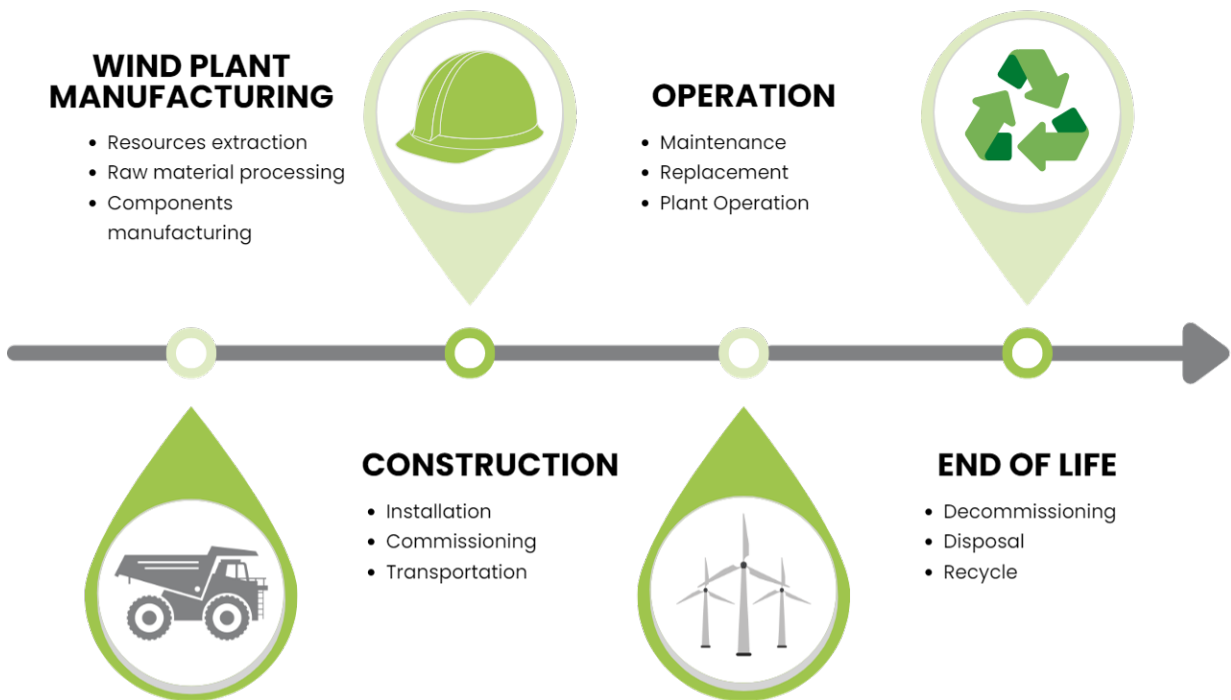 WIND PLANT
MANUFACTURING
• Resources extraction
• Raw material processing
• Components
manufacturing
CONSTRUCTION
• Installation
• Commissioning
• Transportation
OPERATION
• Maintenance
• Replacement
• Plant Operation
END OF LIFE
• Decommissioning
• Disposal
• Recycle